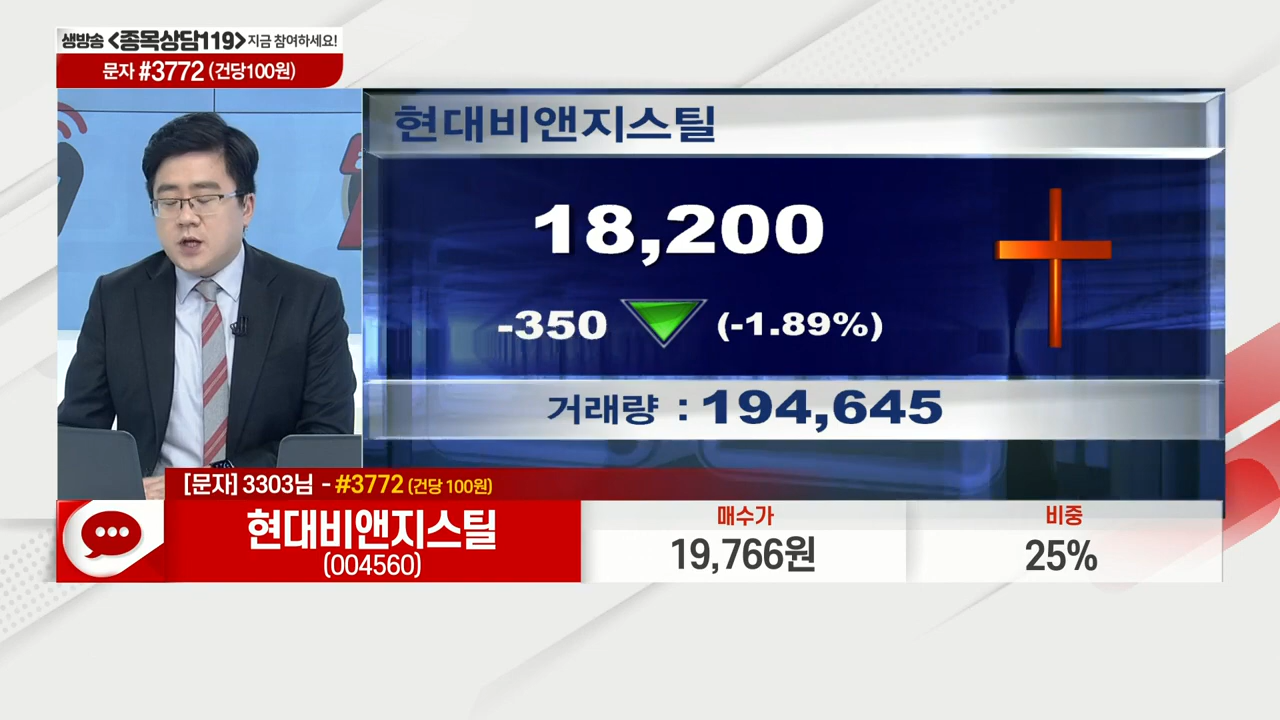 생방송 <종목상담119> 지금 참여하세요!
문자 #3772 (건당100원)
현대비앤지스틸
18,200
-350 (-1.89%)
거래량 : 194,645
[문자] 3303님 - #3772 (건당 100원)
현대비앤지스틸
(004560)
매수가
19,766원
비중
25%